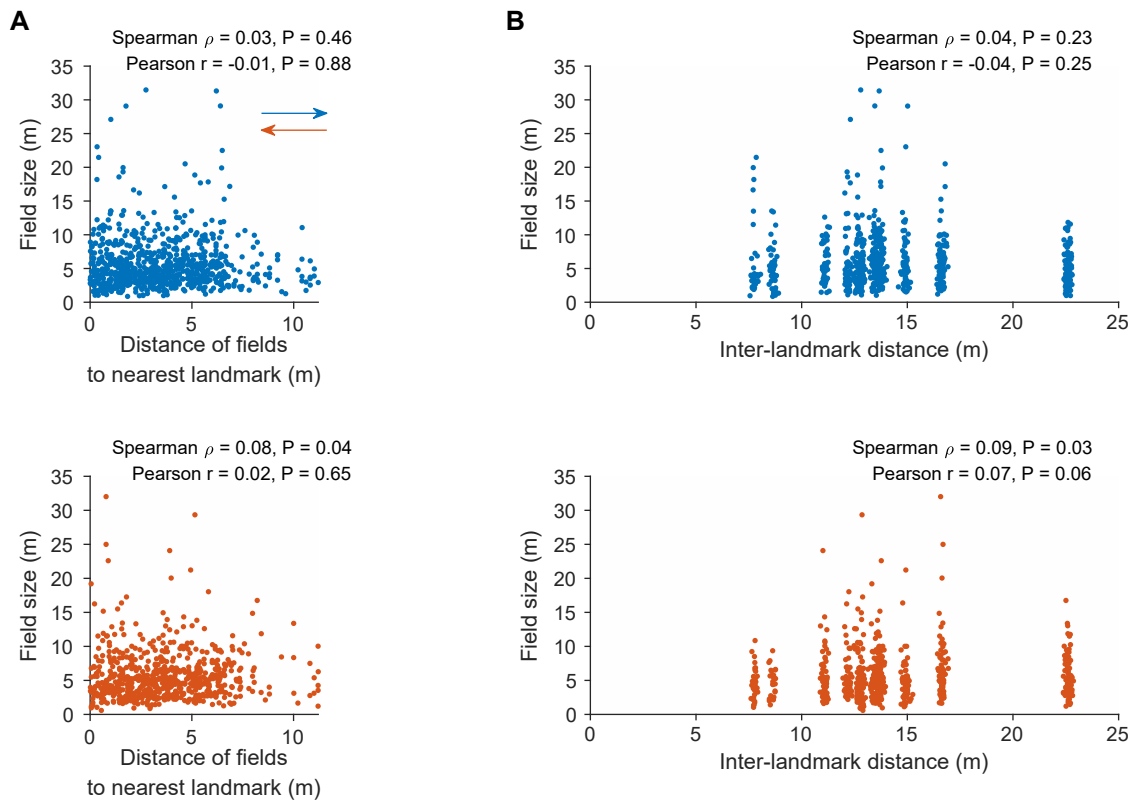 A
Spearman ρ = 0.03, P = 0.46
Pearson r = -0.01, P = 0.88
35
30
25
20
15
10
5
0
Field size (m)
0 5 10
Distance of fields
to nearest landmark (m)
B
Spearman ρ = 0.04, P = 0.23
Pearson r = -0.04, P = 0.25
35
30
25
20
15
10
5
0
Field size (m)
0 5 10 15 20 25
Inter-landmark distance (m)
Spearman ρ = 0.08, P = 0.04
Pearson r = 0.02, P = 0.65
35
30
25
20
15
10
5
0
Field size (m)
0 5 10
Distance of fields
to nearest landmark (m)
Spearman ρ = 0.09, P = 0.03
Pearson r = 0.07, P = 0.06
35
30
25
20
15
10
5
0
Field size (m)
0 5 10 15 20 25
Inter-landmark distance (m)